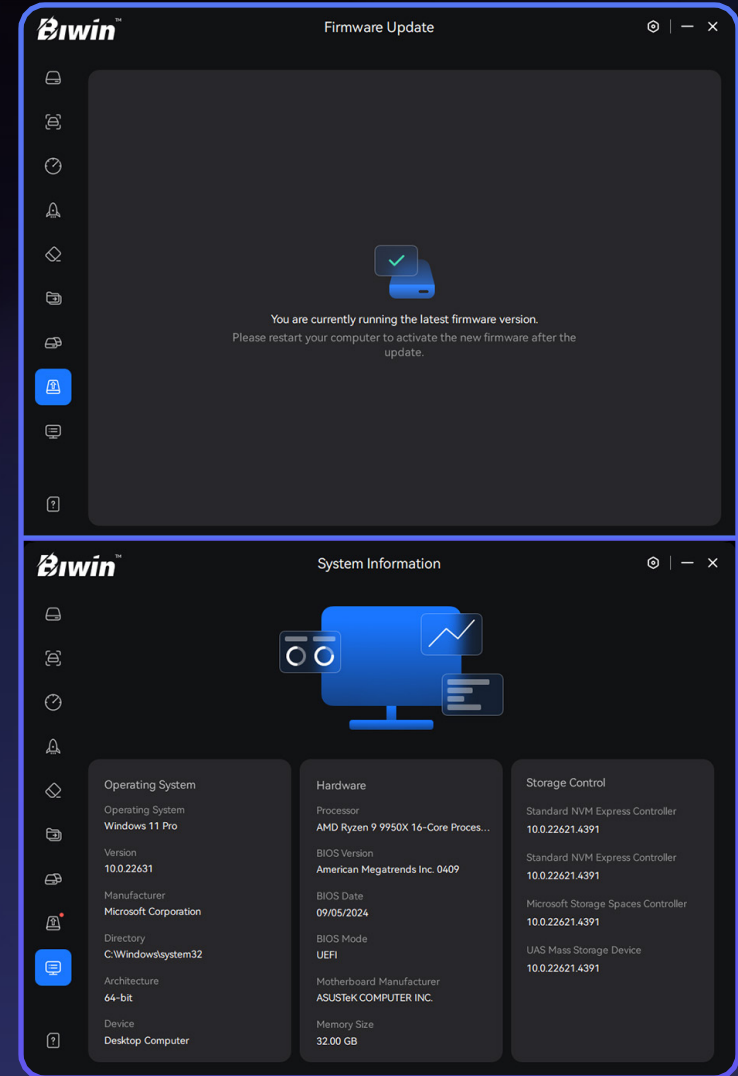 Biwin™
Firmware Update
You are currently running the latest firmware version.
Please restart your computer to activate the new firmware after the
update.
Biwin™
System Information
Operating System
Operating System
Windows 11 Pro
Version
10.0.22631
Manufacturer
Microsoft Corporation
Directory
C:\Windows\system32
Architecture
64-bit
Device
Desktop Computer
Hardware
Processor
AMD Ryzen 9 9950X 16-Core Proces...
BIOS Version
American Megatrends Inc. 0409
BIOS Date
09/05/2024
BIOS Mode
UEFI
Motherboard Manufacturer
ASUSTeK COMPUTER INC.
Memory Size
32.00 GB
Storage Control
Standard NVM Express Controller
10.0.22621.4391
Standard NVM Express Controller
10.0.22621.4391
Microsoft Storage Spaces Controller
10.0.22621.4391
UAS Mass Storage Device
10.0.22621.4391